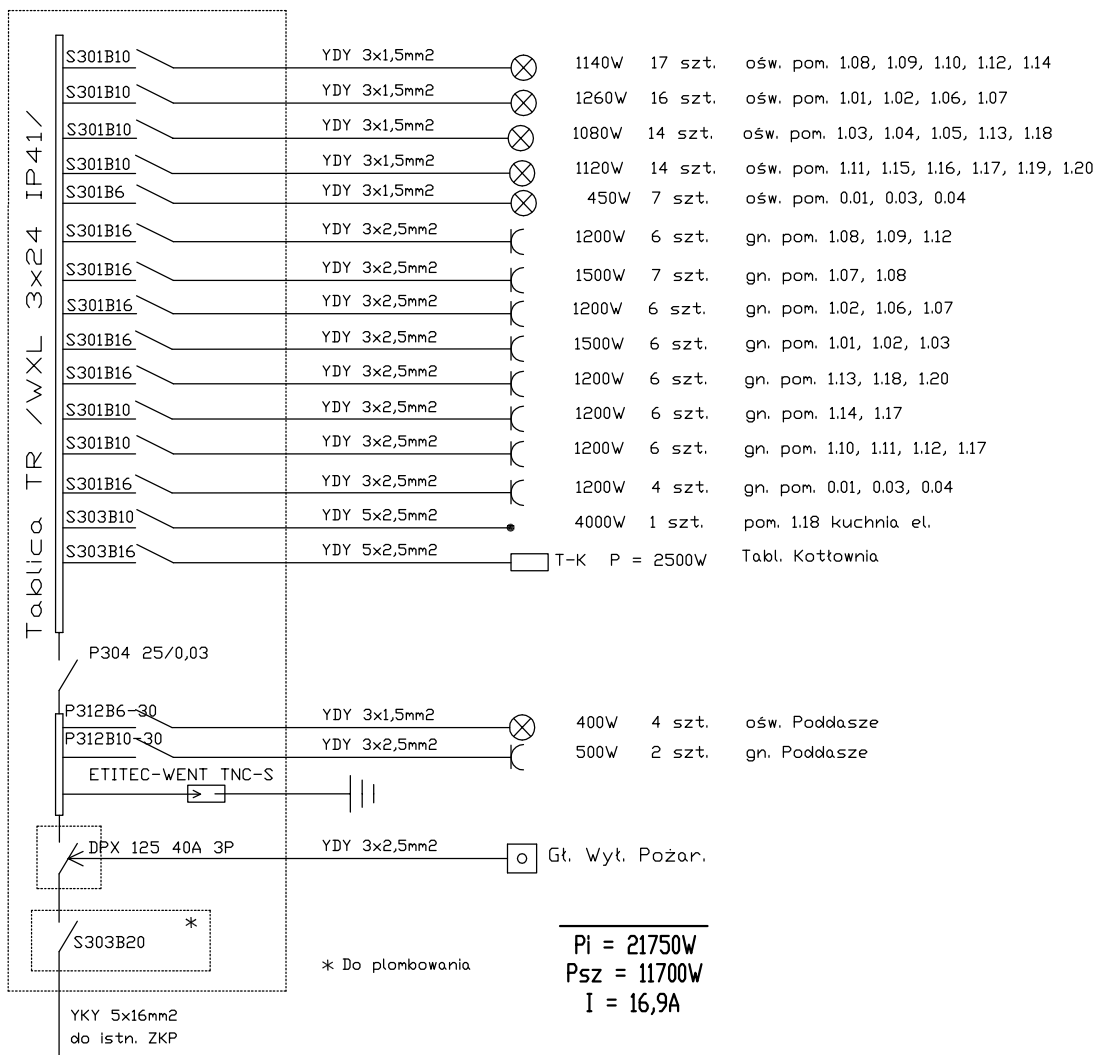 Tablica TR /WXL 3x24 IP41/
S301B10 YDY 3x1,5mm2 1140W 17 szt. ośw. pom. 1.08, 1.09, 1.10, 1.12, 1.14
S301B10 YDY 3x1,5mm2 1260W 16 szt. ośw. pom. 1.01, 1.02, 1.06, 1.07
S301B10 YDY 3x1,5mm2 1080W 14 szt. ośw. pom. 1.03, 1.04, 1.05, 1.13, 1.18
S301B10 YDY 3x1,5mm2 1120W 14 szt. ośw. pom. 1.11, 1.15, 1.16, 1.17, 1.19, 1.20
S301B6 YDY 3x1,5mm2 450W 7 szt. ośw. pom. 0.01, 0.03, 0.04
S301B16 YDY 3x2,5mm2 1200W 6 szt. gn. pom. 1.08, 1.09, 1.12
S301B16 YDY 3x2,5mm2 1500W 7 szt. gn. pom. 1.07, 1.08
S301B16 YDY 3x2,5mm2 1200W 6 szt. gn. pom. 1.02, 1.06, 1.07
S301B16 YDY 3x2,5mm2 1500W 6 szt. gn. pom. 1.01, 1.02, 1.03
S301B16 YDY 3x2,5mm2 1200W 6 szt. gn. pom. 1.13, 1.18, 1.20
S301B10 YDY 3x2,5mm2 1200W 6 szt. gn. pom. 1.14, 1.17
S301B10 YDY 3x2,5mm2 1200W 6 szt. gn. pom. 1.10, 1.11, 1.12, 1.17
S301B16 YDY 3x2,5mm2 1200W 4 szt. gn. pom. 0.01, 0.03, 0.04
S303B10 YDY 5x2,5mm2 4000W 1 szt. pom. 1.18 kuchnia el.
S303B16 YDY 5x2,5mm2 T-K P = 2500W Tabl. Kotłownia
P304 25/0,03
P312B6-30 YDY 3x1,5mm2 400W 4 szt. ośw. Poddasze
P312B10-30 YDY 3x2,5mm2 500W 2 szt. gn. Poddasze
ETITEC-WENT TNC-S
DPX 125 40A 3P YDY 3x2,5mm2 Gł. Wył. Pożar.
S303B20 *
* Do plombowania
Pi = 21750W
Psz = 11700W
I = 16,9A
YKY 5x16mm2
do istn. ZKP